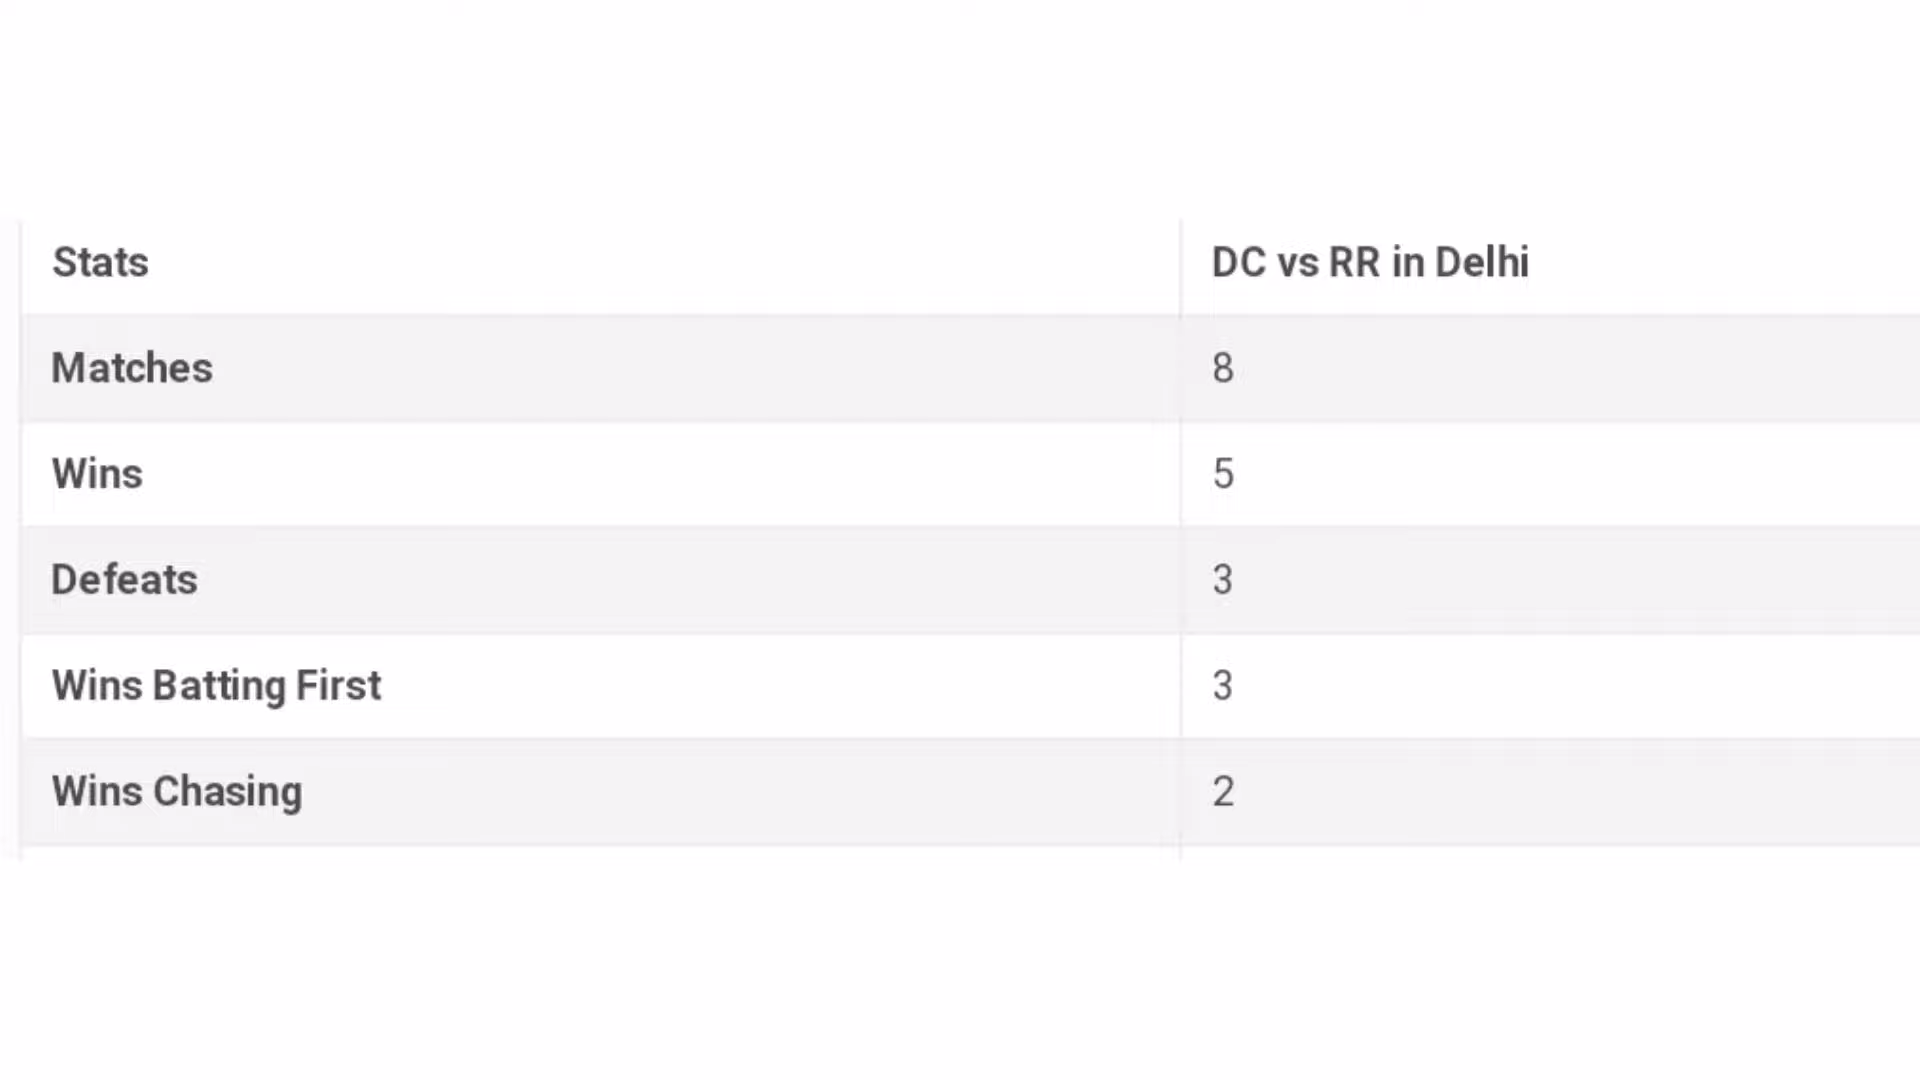 Stats DC vs RR in Delhi
Matches 8
Wins 5
Defeats 3
Wins Batting First 3
Wins Chasing 2